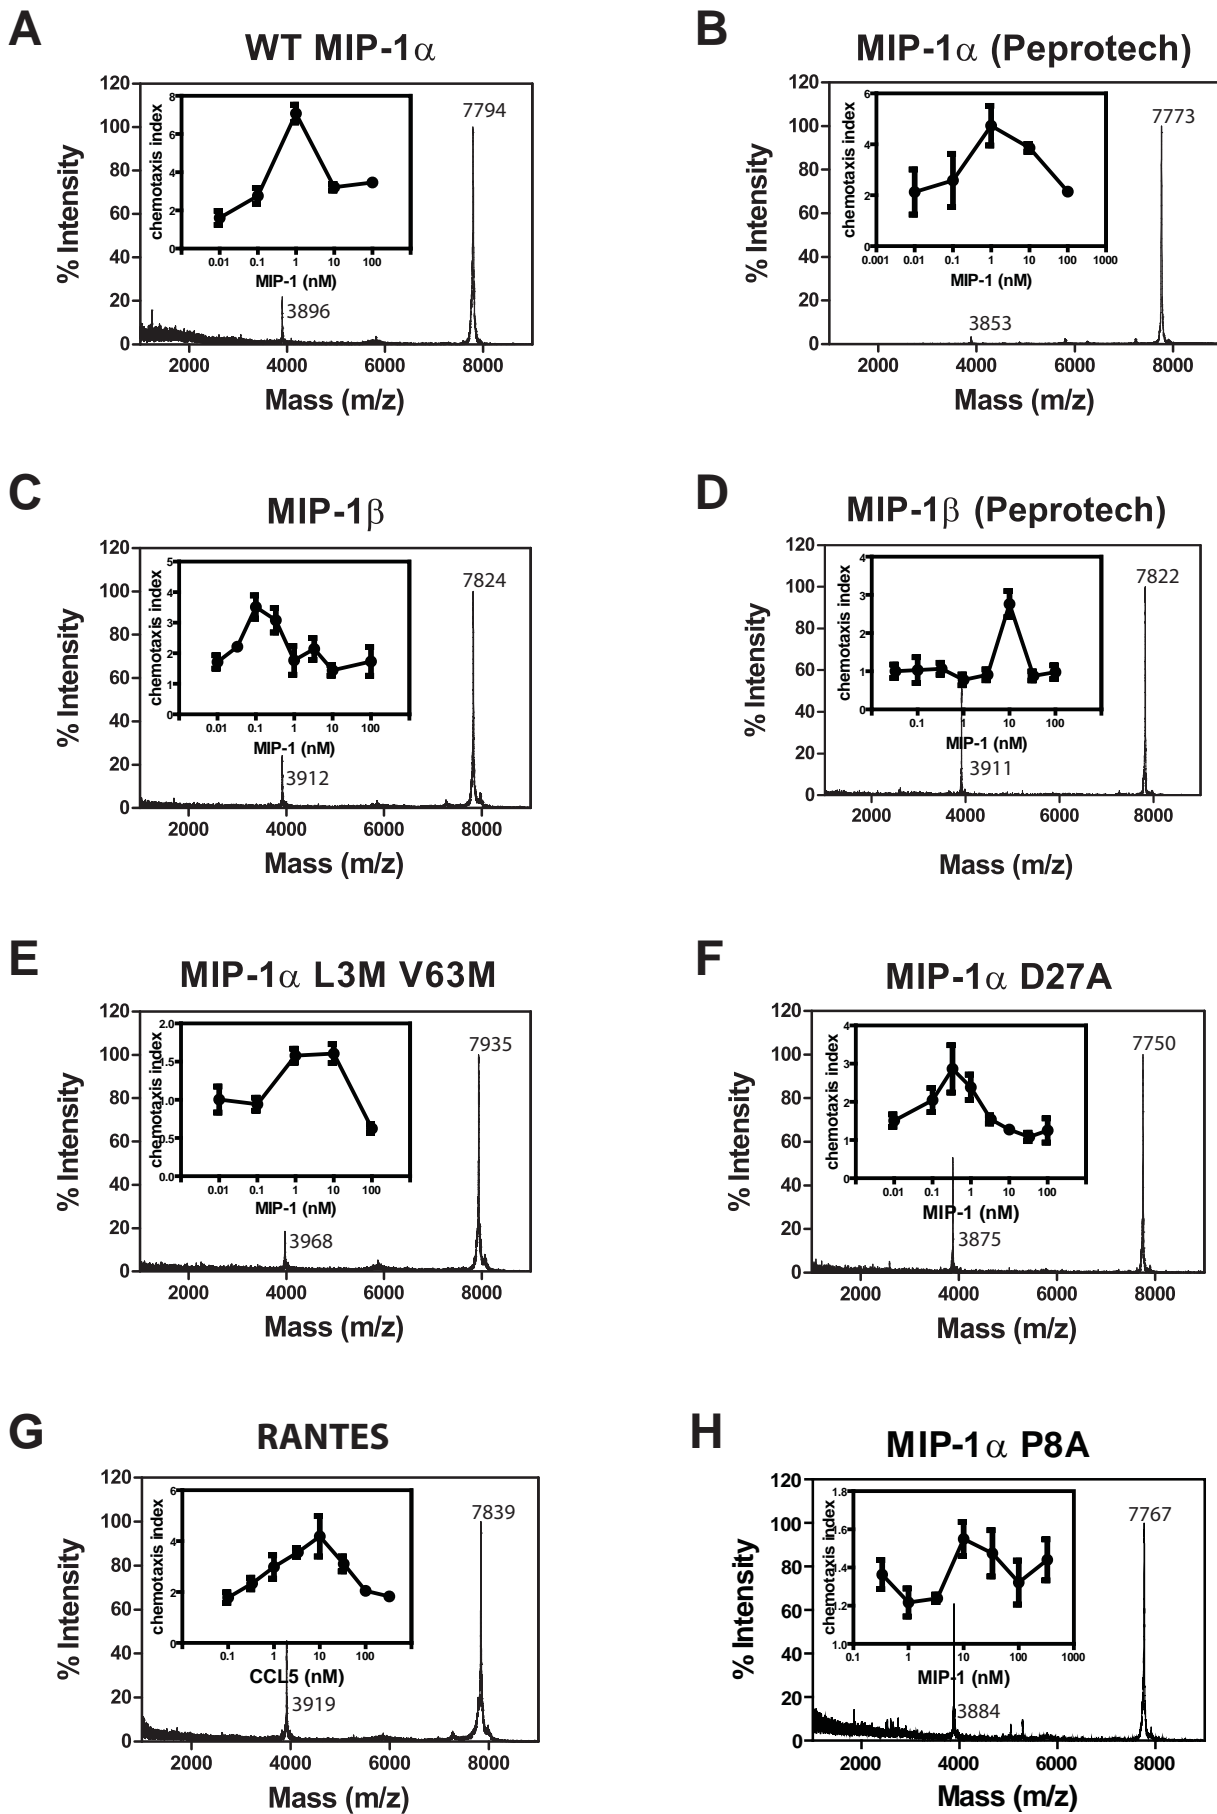 A
WT MIP-1α
120
100
80
60
40
20
0
% Intensity
8
6
4
2
0
chemotaxis index
0.01 0.1 1 10 100
MIP-1 (nM)
7794
3896
2000 4000 6000 8000
Mass (m/z)
B
MIP-1α (Peprotech)
120
100
80
60
40
20
0
% Intensity
6
4
2
0
chemotaxis index
0.001 0.01 0.1 1 10 100 1000
MIP-1 (nM)
7773
3853
2000 4000 6000 8000
Mass (m/z)
C
MIP-1β
120
100
80
60
40
20
0
% Intensity
5
4
3
2
1
0
chemotaxis index
0.01 0.1 1 10 100
MIP-1 (nM)
7824
3912
2000 4000 6000 8000
Mass (m/z)
D
MIP-1β (Peprotech)
120
100
80
60
40
20
0
% Intensity
4
3
2
1
0
chemotaxis index
0.1 1 10 100
MIP-1 (nM)
7822
3911
2000 4000 6000 8000
Mass (m/z)
E
MIP-1α L3M V63M
120
100
80
60
40
20
0
% Intensity
2.0
1.5
1.0
0.5
0.0
chemotaxis index
0.01 0.1 1 10 100
MIP-1 (nM)
7935
3968
2000 4000 6000 8000
Mass (m/z)
F
MIP-1α D27A
120
100
80
60
40
20
0
% Intensity
4
3
2
1
0
chemotaxis index
0.01 0.1 1 10 100
MIP-1 (nM)
7750
3875
2000 4000 6000 8000
Mass (m/z)
G
RANTES
120
100
80
60
40
20
0
% Intensity
6
4
2
0
chemotaxis index
0.1 1 10 100
CCL5 (nM)
7839
3919
2000 4000 6000 8000
Mass (m/z)
H
MIP-1α P8A
120
100
80
60
40
20
0
% Intensity
1.8
1.6
1.4
1.2
1.0
chemotaxis index
0.1 1 10 100 1000
MIP-1 (nM)
7767
3884
2000 4000 6000 8000
Mass (m/z)